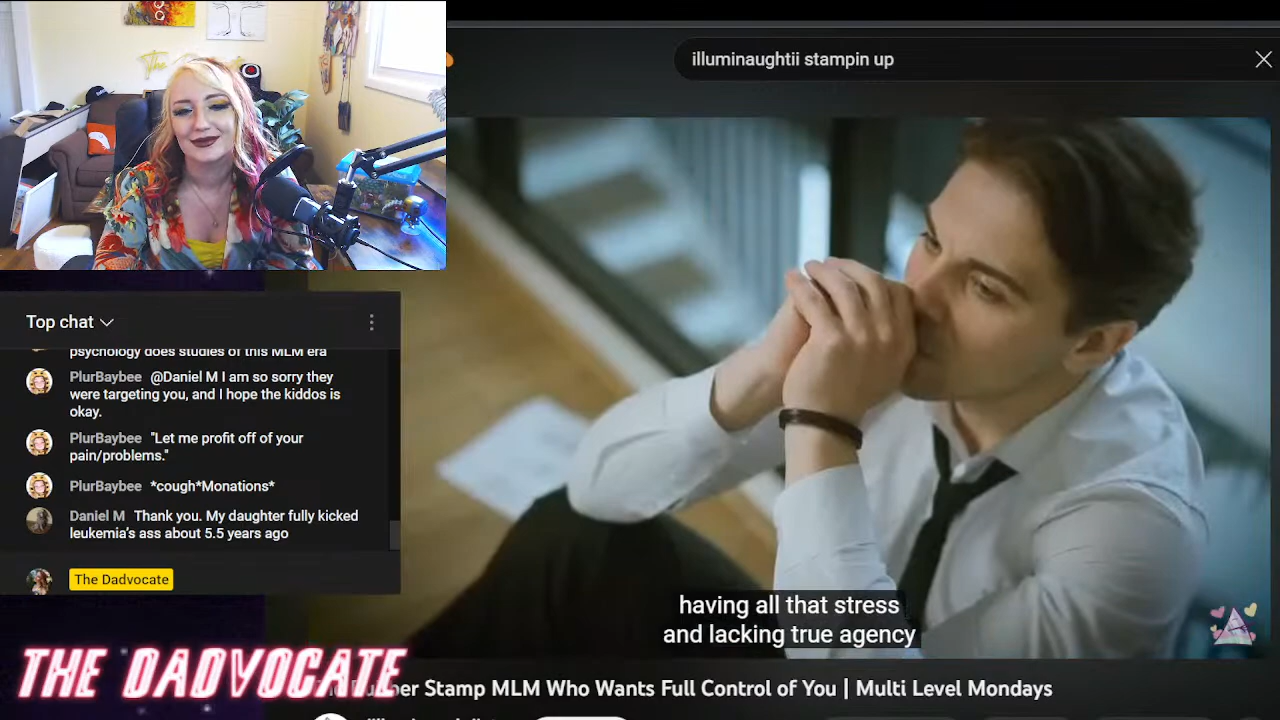 illuminaughtii stampin up
Top chat
psychology does studies of this MLM era
PlurBaybee @Daniel M I am so sorry they
were targeting you, and I hope the kiddos is
okay.
PlurBaybee "Let me profit off of your
pain/problems."
PlurBaybee *cough*Monations*
Daniel M Thank you. My daughter fully kicked
leukemia's ass about 5.5 years ago
The Dadvocate
having all that stress
and lacking true agency
THE DADVOCATE
Stamp MLM Who Wants Full Control of You | Multi Level Mondays